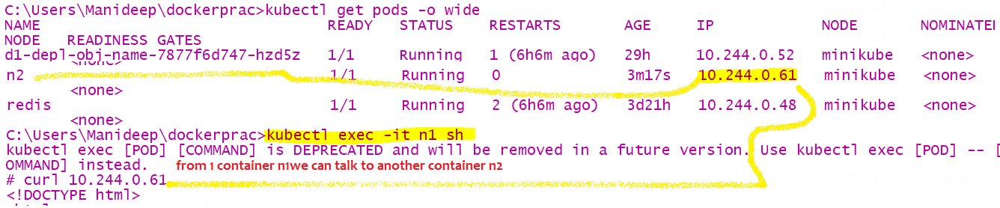 C:\Users\Manideep\dockerprac>kubectl get pods -o wide
NAME READY STATUS RESTARTS AGE IP NODE NOMINATE
NODE READINESS GATES
d1-depl-obj-name-7877f6d747-hzd5z 1/1 Running 1 (6h6m ago) 29h 10.244.0.52 minikube <none>
<none>
n2 1/1 Running 0 3m17s 10.244.0.61 minikube <none>
<none>
redis 1/1 Running 2 (6h6m ago) 3d21h 10.244.0.48 minikube <none>
<none>
C:\Users\Manideep\dockerprac>kubectl exec -it n1 sh
kubectl exec [POD] [COMMAND] is DEPRECATED and will be removed in a future version. Use kubectl exec [POD] -- [
OMMAND] instead. from 1 container n1we can talk to another container n2
# curl 10.244.0.61
<!DOCTYPE html>